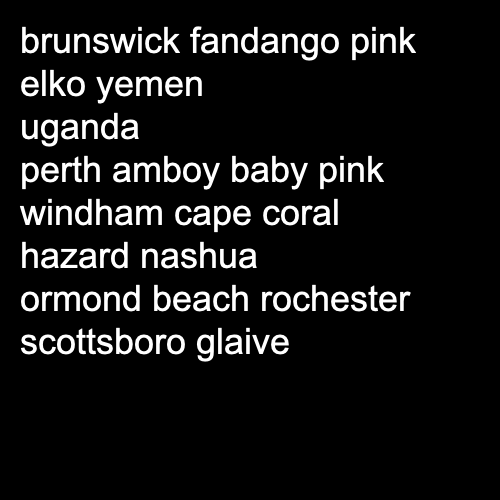 brunswick fandango pink
elko yemen
uganda
perth amboy baby pink
windham cape coral
hazard nashua
ormond beach rochester
scottsboro glaive